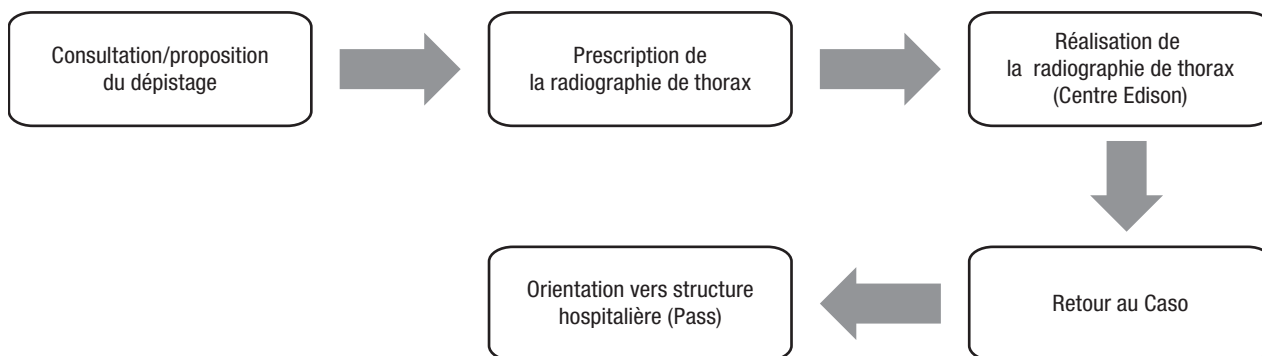 Consultation/proposition
du dépistage
Prescription de
la radiographie de thorax
Réalisation de
la radiographie de thorax
(Centre Edison)
Retour au Caso
Orientation vers structure
hospitalière (Pass)